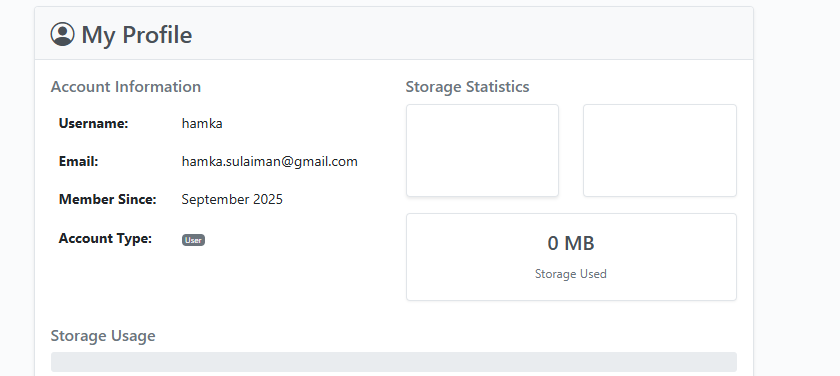 My Profile
Account Information
Username: hamka
Email: hamka.sulaiman@gmail.com
Member Since: September 2025
Account Type: User
Storage Statistics
0 MB
Storage Used
Storage Usage